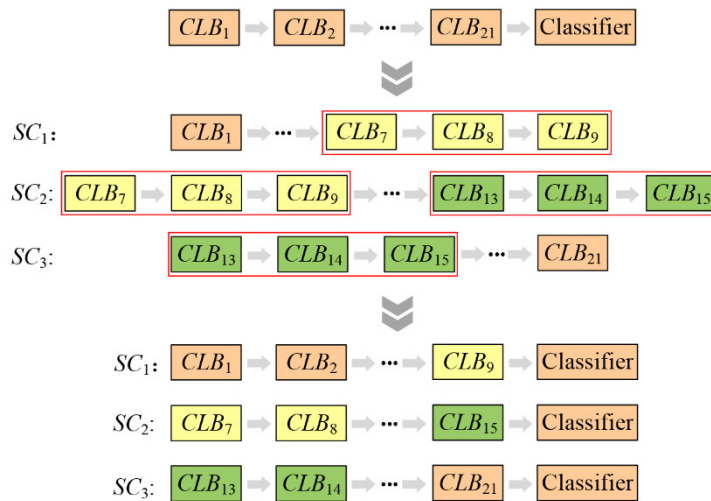 CLB₁ CLB₂ ... CLB₂₁ Classifier
SC₁: CLB₁ ... CLB₇ CLB₈ CLB₉
SC₂: CLB₇ CLB₈ CLB₉ ... CLB₁₃ CLB₁₄ CLB₁₅
SC₃: CLB₁₃ CLB₁₄ CLB₁₅ ... CLB₂₁
SC₁: CLB₁ CLB₂ ... CLB₉ Classifier
SC₂: CLB₇ CLB₈ ... CLB₁₅ Classifier
SC₃: CLB₁₃ CLB₁₄ ... CLB₂₁ Classifier